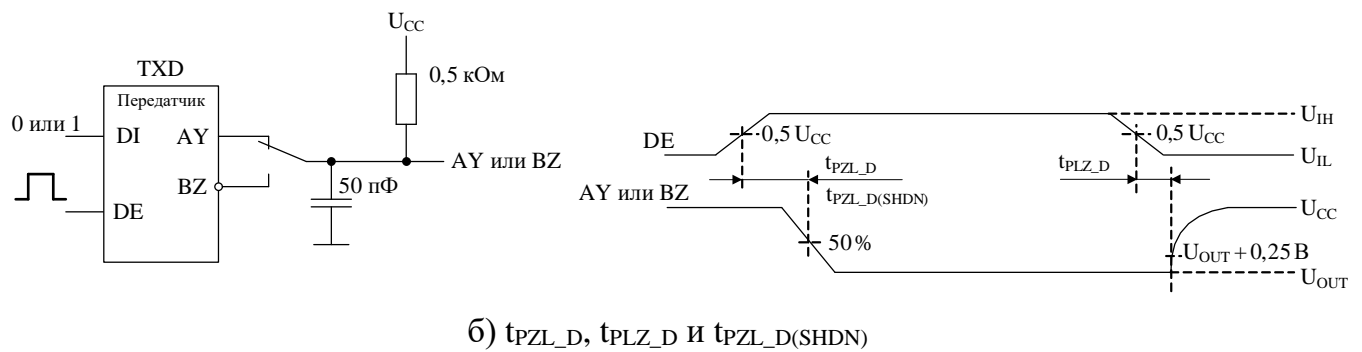 U_CC
0,5 кОм
TXD
Передатчик
0 или 1
DI
AY
BZ
DE
50 пФ
AY или BZ
DE
0,5 U_CC
0,5 U_CC
U_IH
U_IL
t_PZL_D
t_PZL_D(SHDN)
t_PLZ_D
AY или BZ
50 %
U_CC
U_OUT + 0,25 В
U_OUT
б) t_PZL_D, t_PLZ_D и t_PZL_D(SHDN)